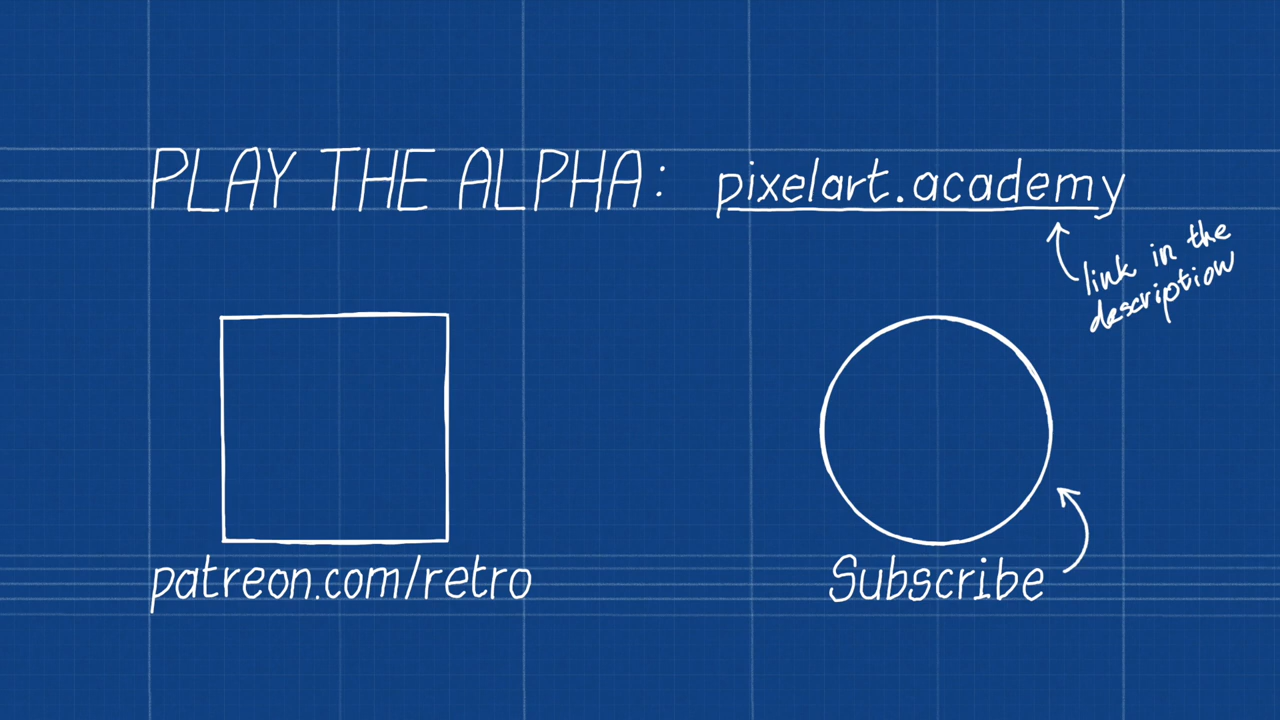 PLAY THE ALPHA: pixelart.academy
link in the
description
patreon.com/retro
Subscribe